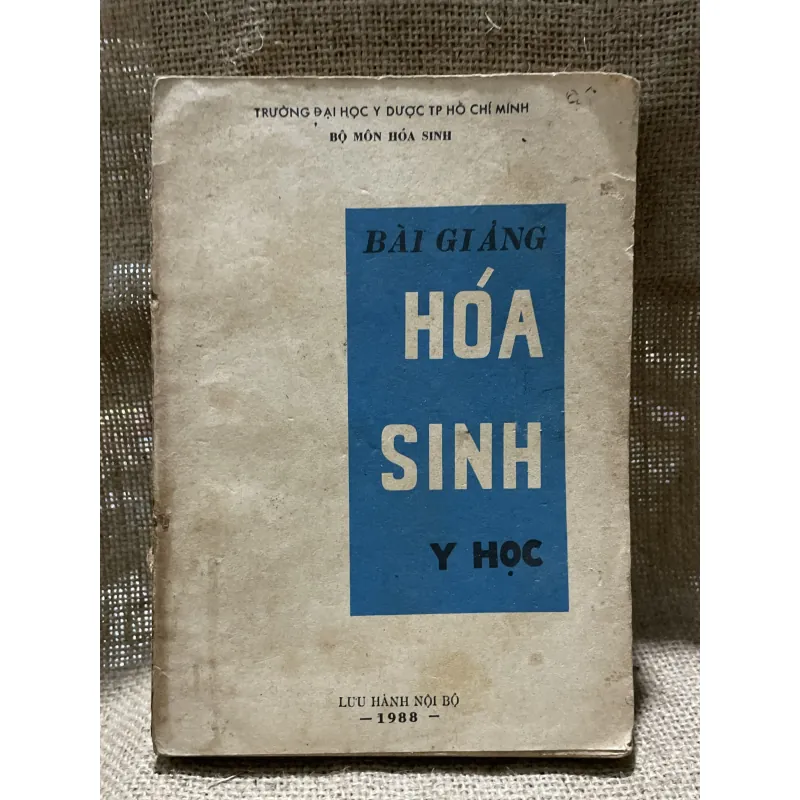 TRƯỜNG ĐẠI HỌC Y DƯỢC TP HỒ CHÍ MINH
BỘ MÔN HÓA SINH
BÀI GIẢNG
HÓA
SINH
Y HỌC
LƯU HÀNH NỘI BỘ
— 1988 —